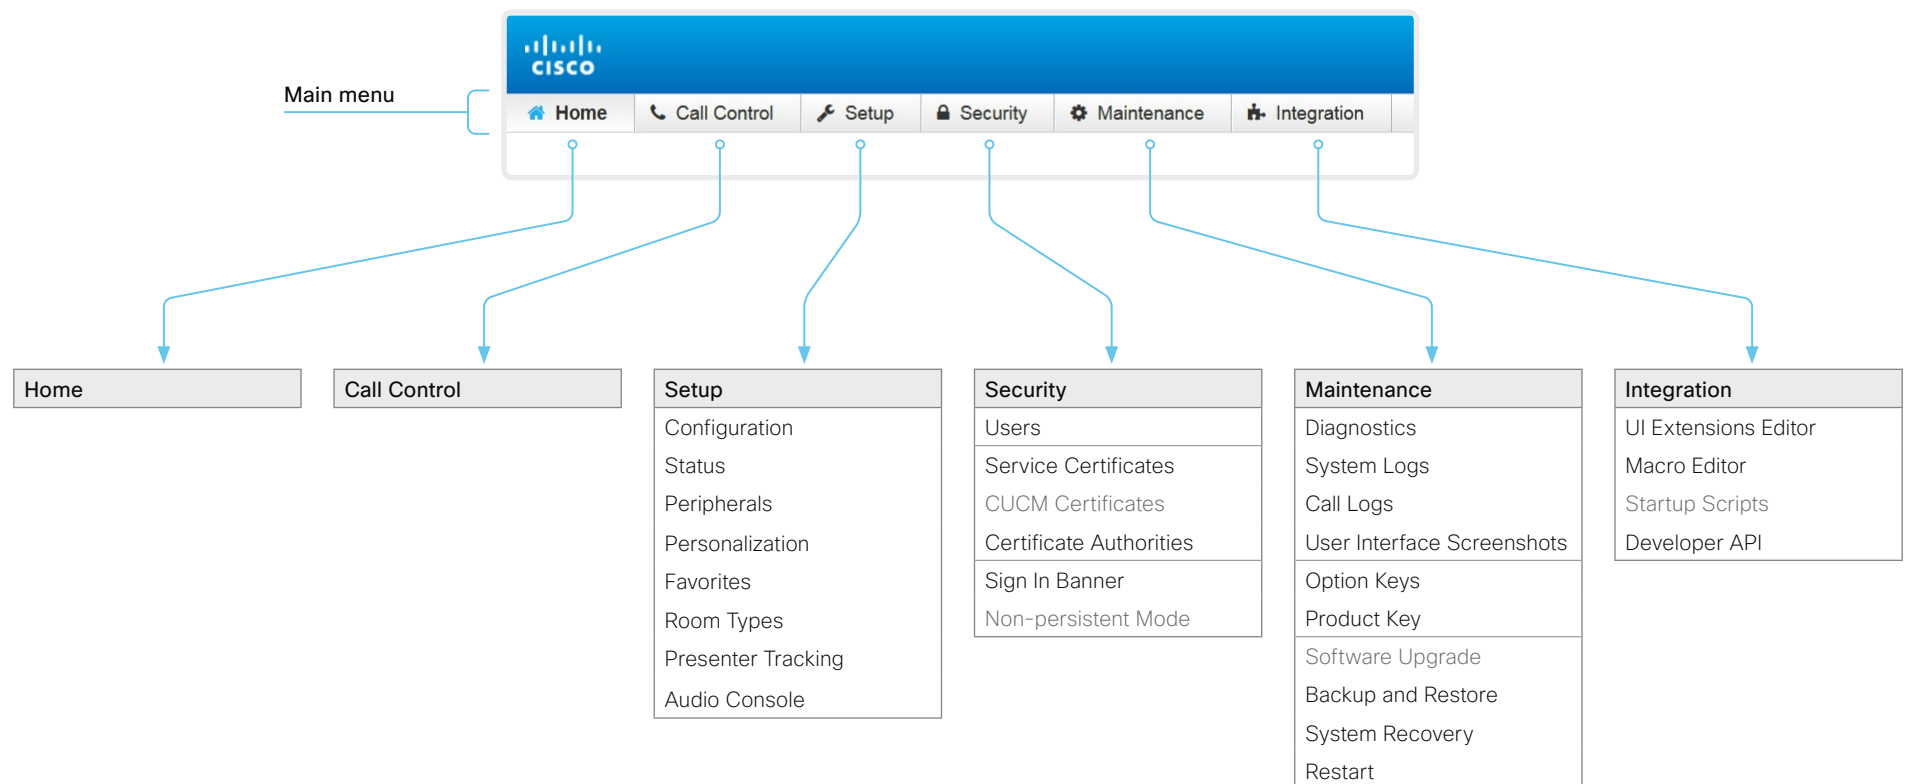 CISCO
Main menu
Home Call Control Setup Security Maintenance Integration
Home
Call Control
Setup
Configuration
Status
Peripherals
Personalization
Favorites
Room Types
Presenter Tracking
Audio Console
Security
Users
Service Certificates
CUCM Certificates
Certificate Authorities
Sign In Banner
Non-persistent Mode
Maintenance
Diagnostics
System Logs
Call Logs
User Interface Screenshots
Option Keys
Product Key
Software Upgrade
Backup and Restore
System Recovery
Restart
Integration
UI Extensions Editor
Macro Editor
Startup Scripts
Developer API